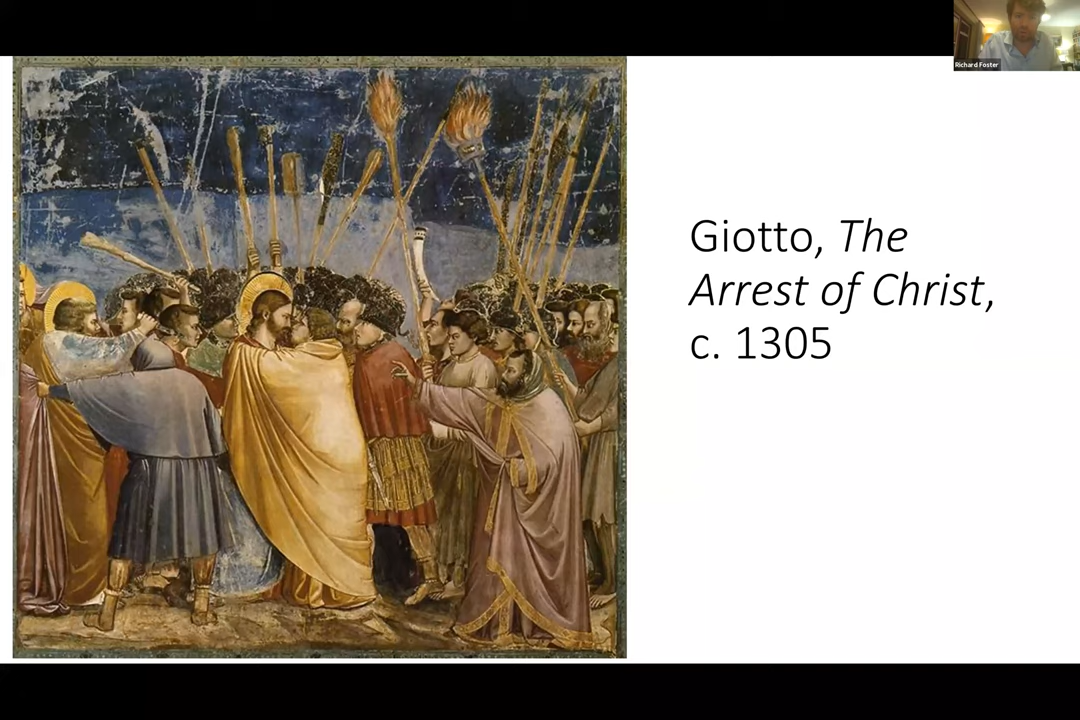 Richard Foster
Giotto, The
Arrest of Christ,
c. 1305